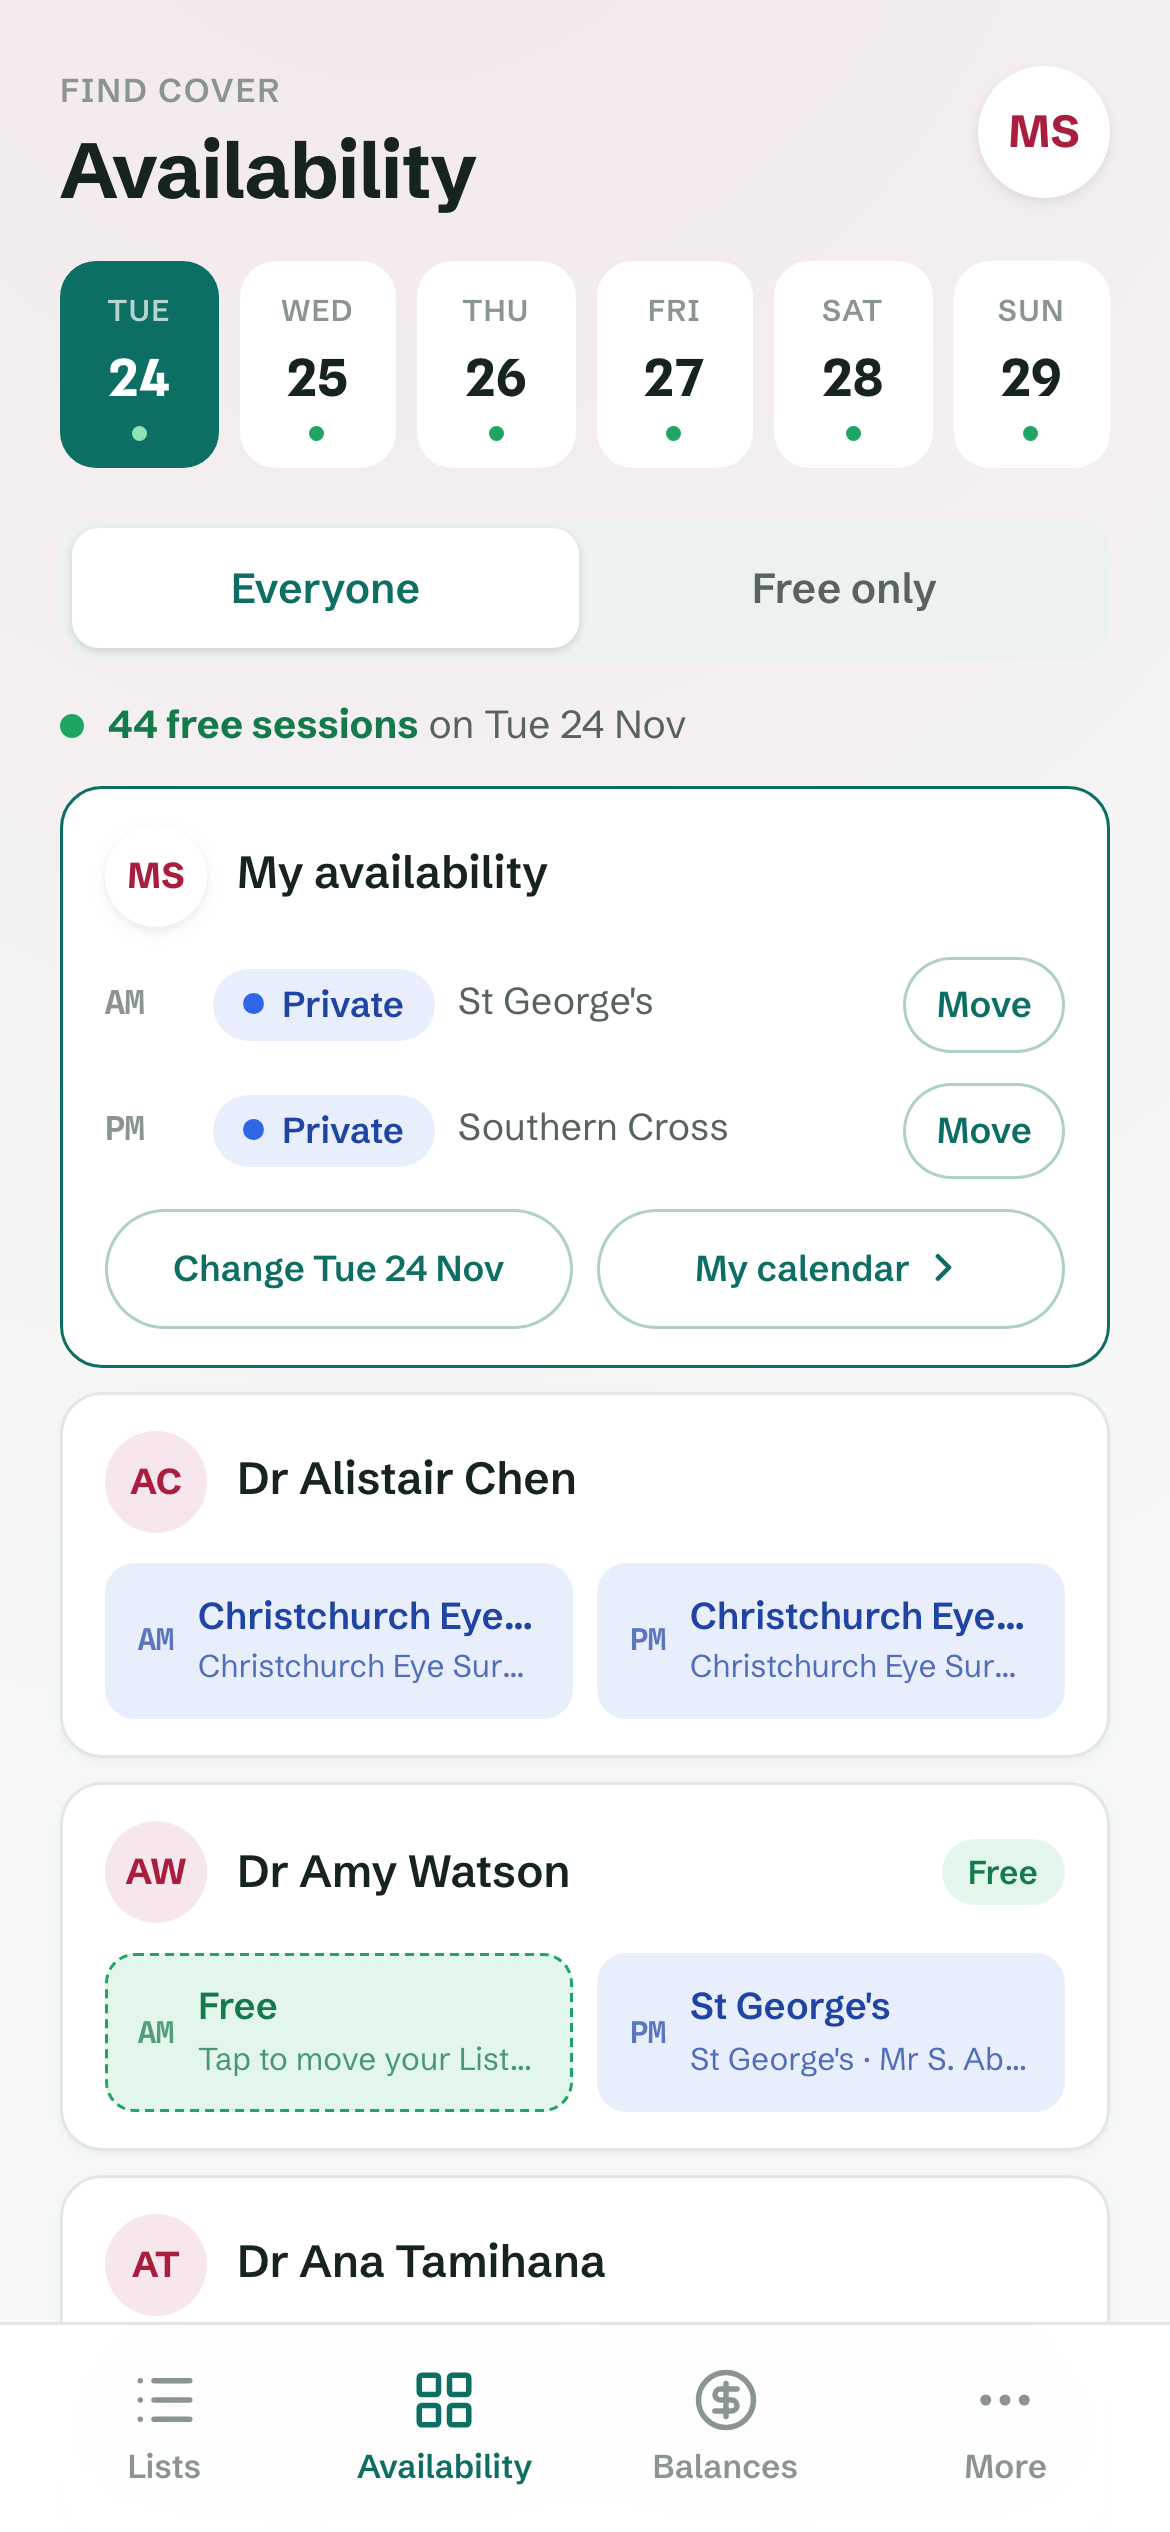 FIND COVER
Availability
MS
TUE WED THU FRI SAT SUN
24 25 26 27 28 29
Everyone Free only
44 free sessions on Tue 24 Nov
MS My availability
AM Private St George's Move
PM Private Southern Cross Move
Change Tue 24 Nov My calendar
AC Dr Alistair Chen
AM Christchurch Eye...
Christchurch Eye Sur...
PM Christchurch Eye...
Christchurch Eye Sur...
AW Dr Amy Watson Free
AM Free
Tap to move your List...
PM St George's
St George's · Mr S. Ab...
AT Dr Ana Tamihana
Lists Availability Balances More